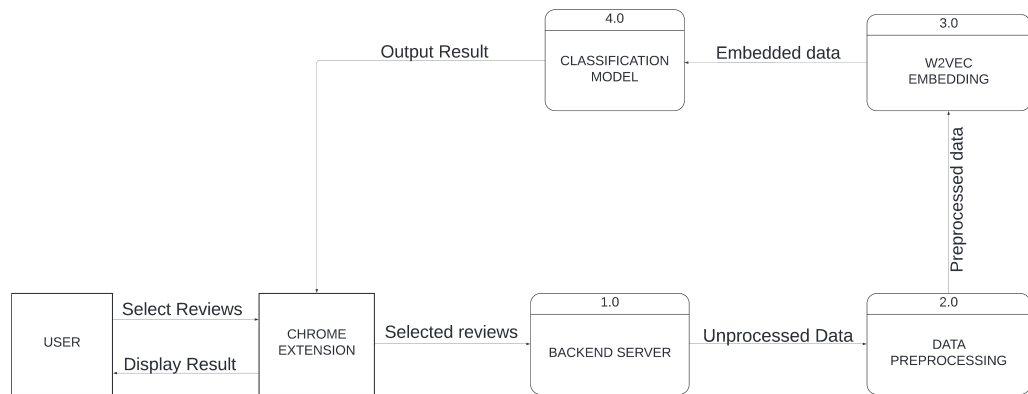 4.0
3.0
Output Result
CLASSIFICATION
MODEL
Embedded data
W2VEC
EMBEDDING
Preprocessed data
USER
Select Reviews
Display Result
CHROME
EXTENSION
Selected reviews
1.0
BACKEND SERVER
Unprocessed Data
2.0
DATA
PREPROCESSING